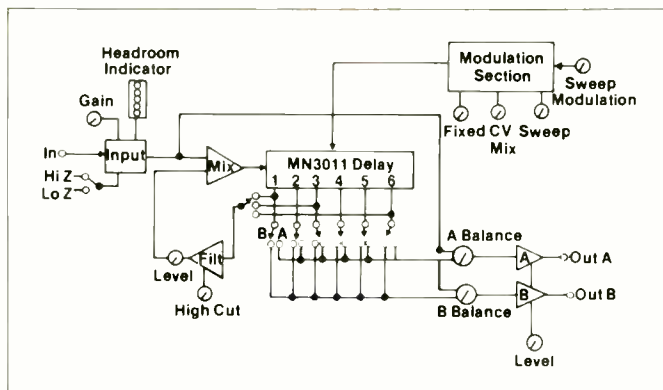 Headroom
Indicator
Gain
In
Input
Hi Z
Lo Z
Mix
Modulation
Section
Sweep
Modulation
Fixed CV Sweep
Mix
MN3011 Delay
1 2 3 4 5 6
B A
Filt
Level
High Cut
A Balance
A
Out A
B
Out B
B Balance
Level